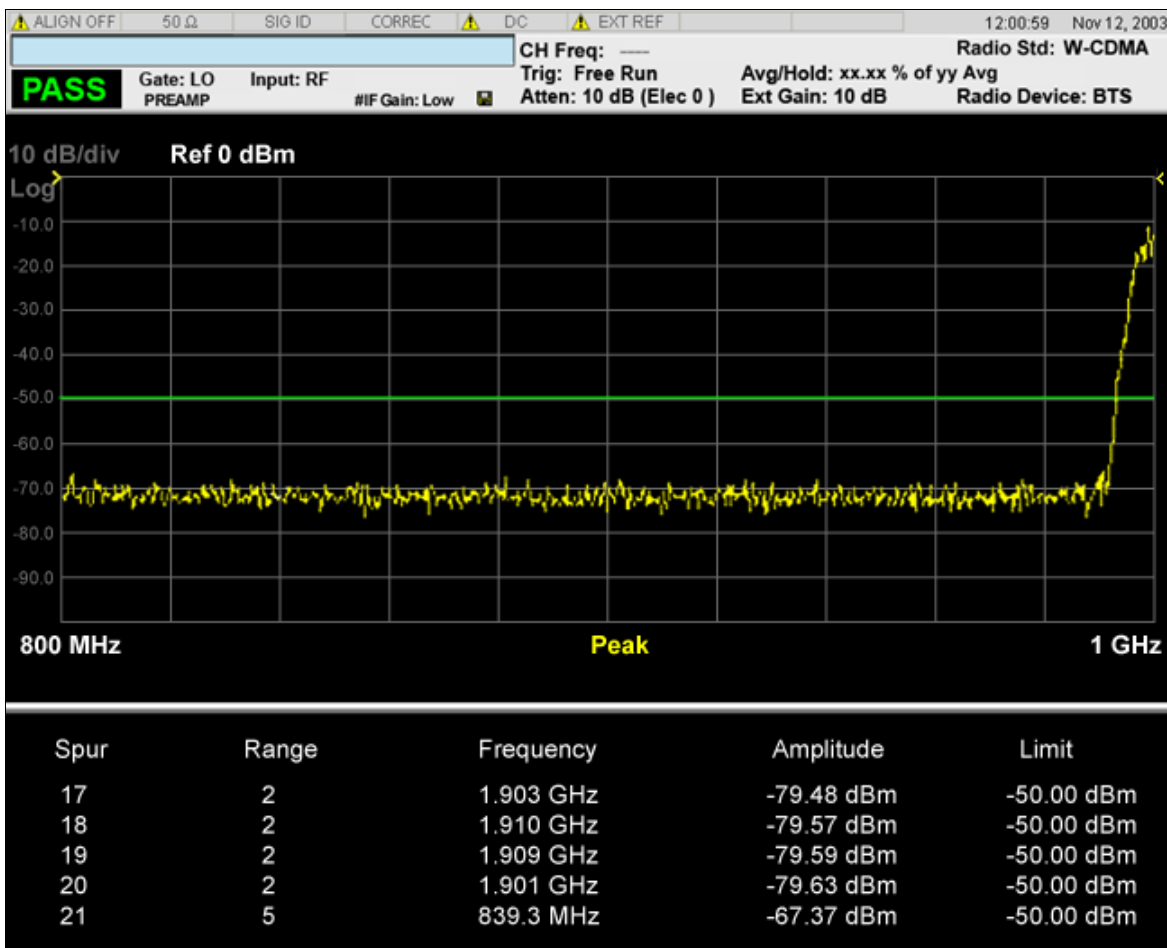 ALIGN OFF 50 Ω SIG ID CORREC DC EXT REF 12:00:59 Nov 12, 2003
CH Freq: ---- Radio Std: W-CDMA
PASS Gate: LO Input: RF Trig: Free Run Avg/Hold: xx.xx % of yy Avg
PREAMP #IF Gain: Low Atten: 10 dB (Elec 0 ) Ext Gain: 10 dB Radio Device: BTS
10 dB/div Ref 0 dBm
Log
-10.0
-20.0
-30.0
-40.0
-50.0
-60.0
-70.0
-80.0
-90.0
800 MHz Peak 1 GHz
Spur Range Frequency Amplitude Limit
17 2 1.903 GHz -79.48 dBm -50.00 dBm
18 2 1.910 GHz -79.57 dBm -50.00 dBm
19 2 1.909 GHz -79.59 dBm -50.00 dBm
20 2 1.901 GHz -79.63 dBm -50.00 dBm
21 5 839.3 MHz -67.37 dBm -50.00 dBm